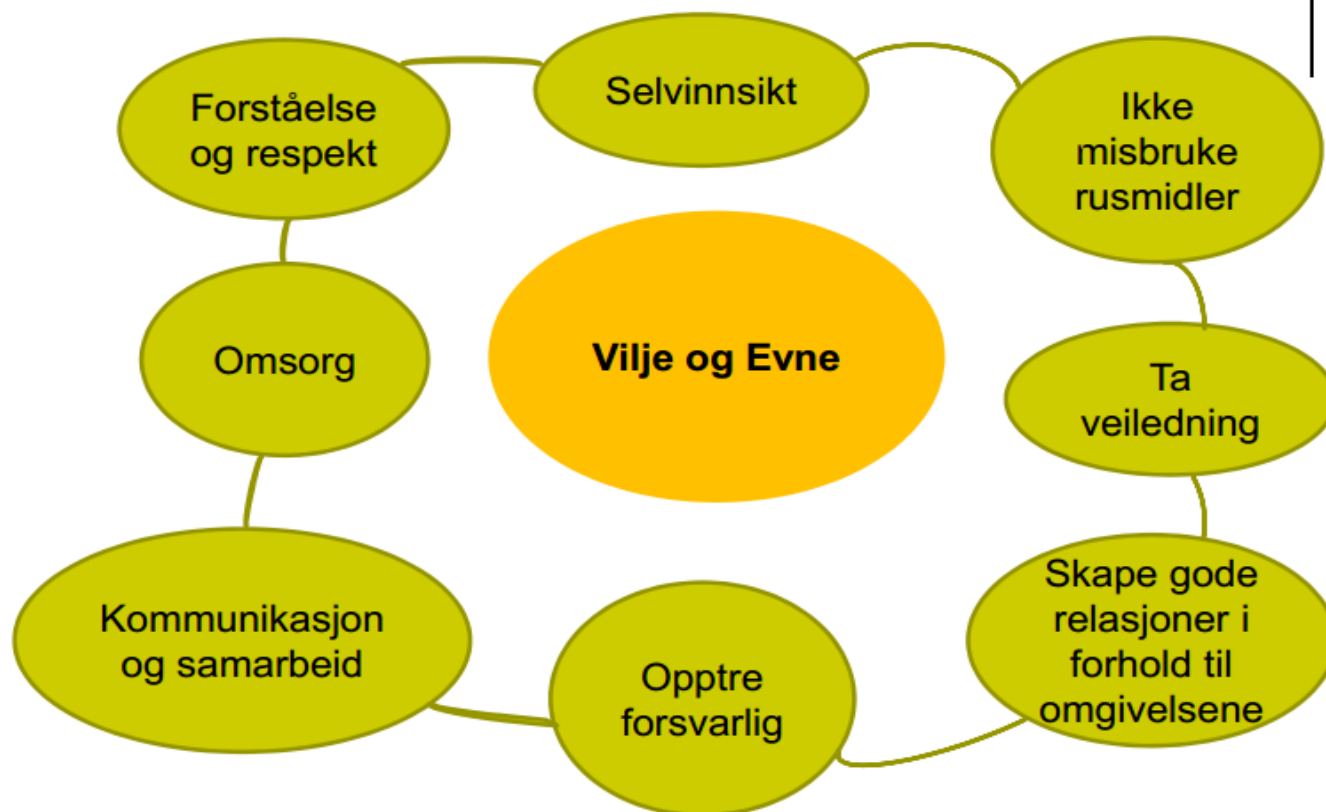 Forståelse
og respekt
Selvinnsikt
Ikke
misbruke
rusmidler
Omsorg
Vilje og Evne
Ta
veiledning
Kommunikasjon
og samarbeid
Opptre
forsvarlig
Skape gode
relasjoner i
forhold til
omgivelsene